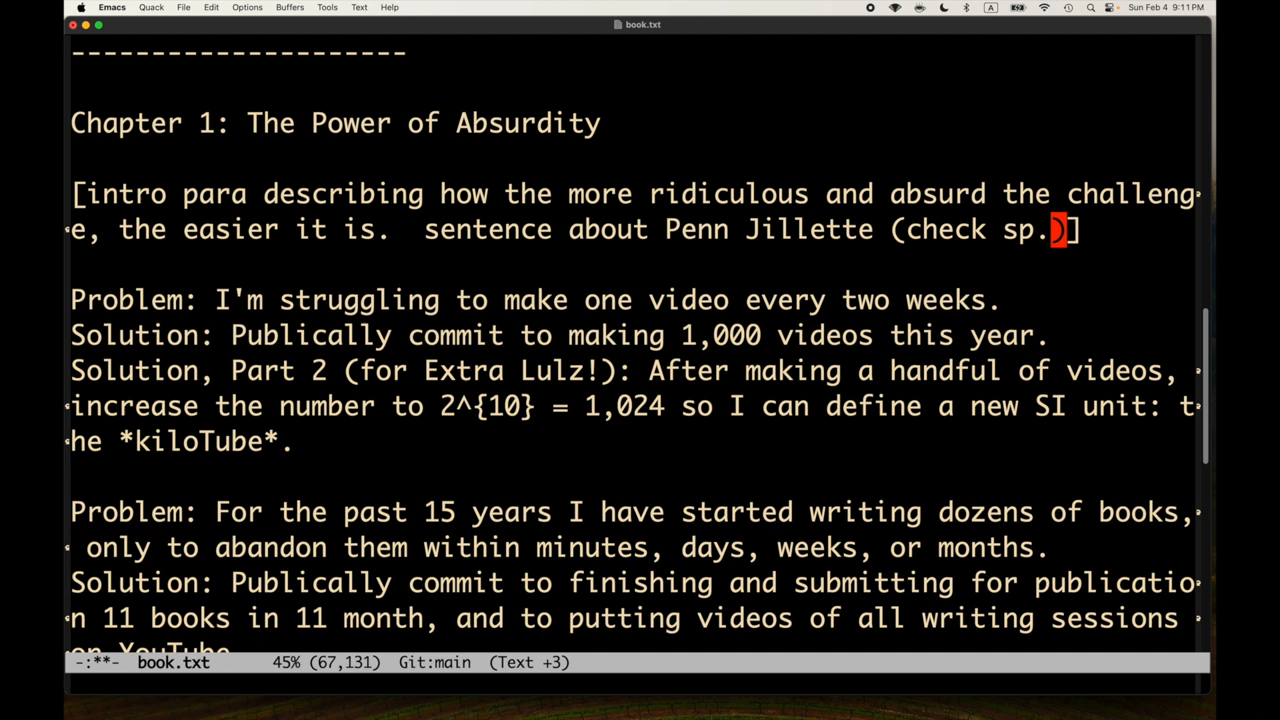 Emacs Quack File Edit Options Buffers Tools Text Help A Sun Feb 4 9:11 PM
book.txt
---------------------
Chapter 1: The Power of Absurdity
[intro para describing how the more ridiculous and absurd the challeng
e, the easier it is.  sentence about Penn Jillette (check sp.)]
Problem: I'm struggling to make one video every two weeks.
Solution: Publically commit to making 1,000 videos this year.
Solution, Part 2 (for Extra Lulz!): After making a handful of videos,
increase the number to 2^{10} = 1,024 so I can define a new SI unit: t
he *kiloTube*.
Problem: For the past 15 years I have started writing dozens of books,
only to abandon them within minutes, days, weeks, or months.
Solution: Publically commit to finishing and submitting for publicatio
n 11 books in 11 month, and to putting videos of all writing sessions
on YouTube
-:**- book.txt 45% (67,131) Git:main (Text +3)